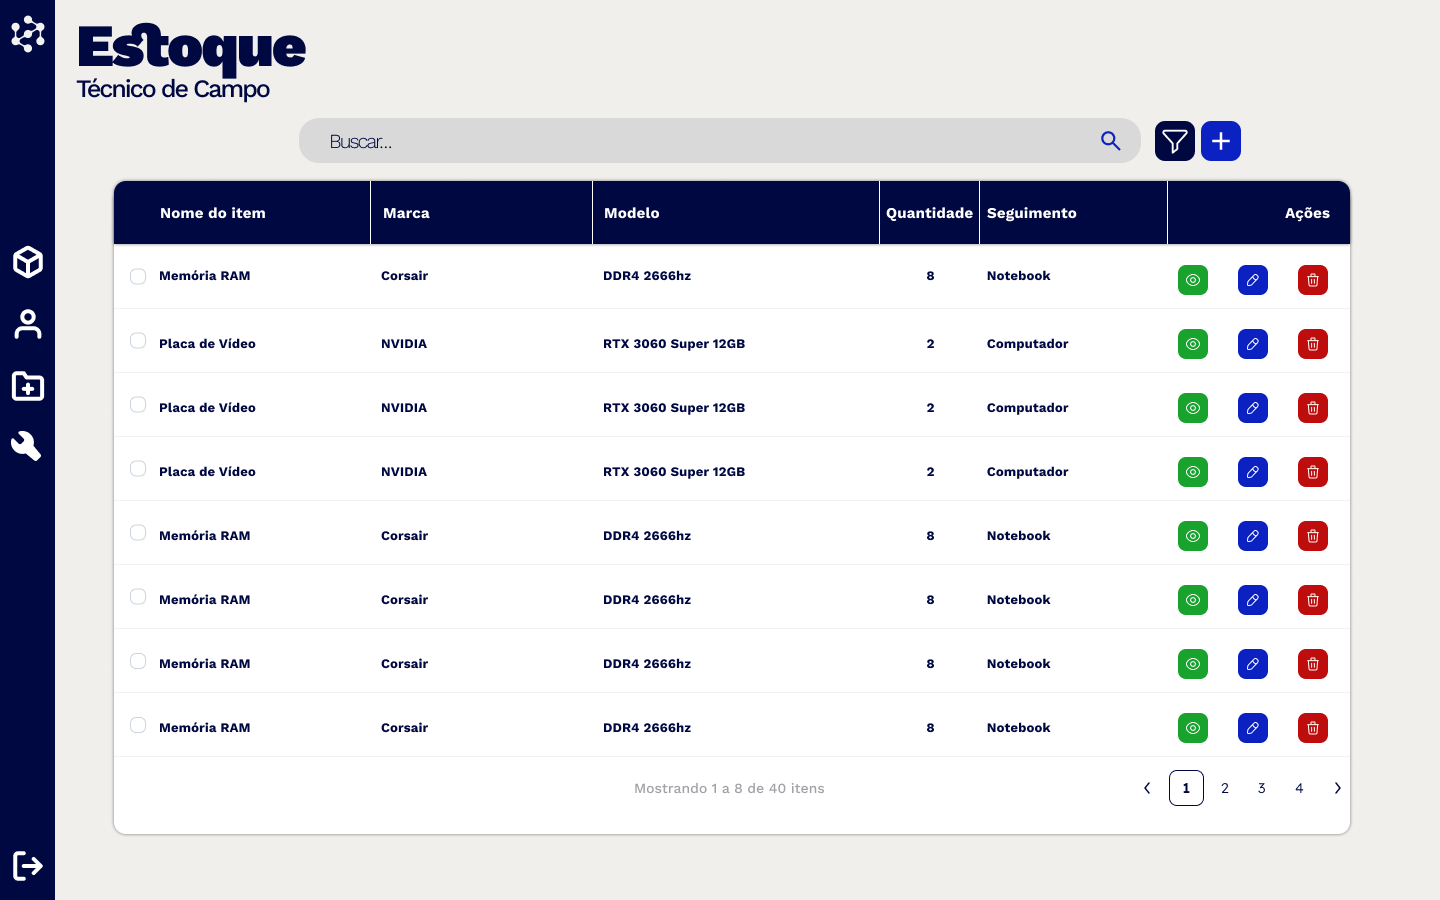 Estoque
Técnico de Campo
Buscar...
Nome do item Marca Modelo Quantidade Seguimento Ações
Memória RAM Corsair DDR4 2666hz 8 Notebook
Placa de Vídeo NVIDIA RTX 3060 Super 12GB 2 Computador
Placa de Vídeo NVIDIA RTX 3060 Super 12GB 2 Computador
Placa de Vídeo NVIDIA RTX 3060 Super 12GB 2 Computador
Memória RAM Corsair DDR4 2666hz 8 Notebook
Memória RAM Corsair DDR4 2666hz 8 Notebook
Memória RAM Corsair DDR4 2666hz 8 Notebook
Memória RAM Corsair DDR4 2666hz 8 Notebook
Mostrando 1 a 8 de 40 itens 1 2 3 4